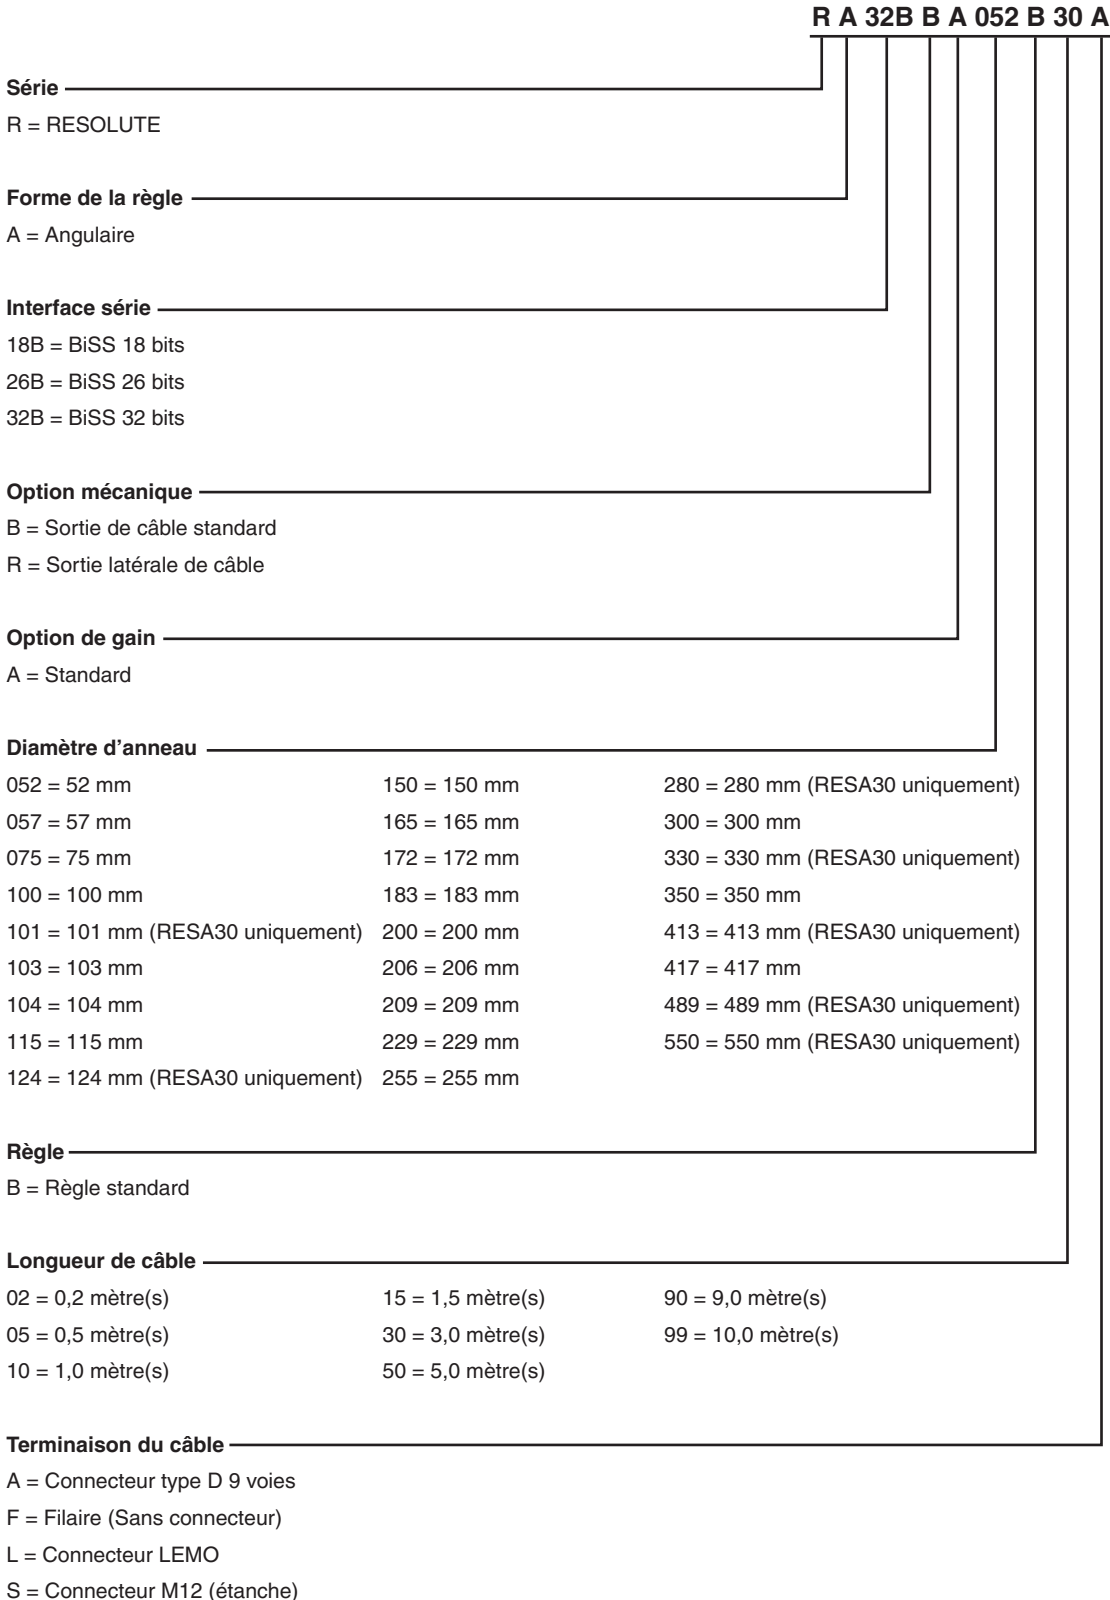 R A 32B B A 052 B 30 A
Série
R = RESOLUTE
Forme de la règle
A = Angulaire
Interface série
18B = BiSS 18 bits
26B = BiSS 26 bits
32B = BiSS 32 bits
Option mécanique
B = Sortie de câble standard
R = Sortie latérale de câble
Option de gain
A = Standard
Diamètre d'anneau
052 = 52 mm 150 = 150 mm 280 = 280 mm (RESA30 uniquement)
057 = 57 mm 165 = 165 mm 300 = 300 mm
075 = 75 mm 172 = 172 mm 330 = 330 mm (RESA30 uniquement)
100 = 100 mm 183 = 183 mm 350 = 350 mm
101 = 101 mm (RESA30 uniquement) 200 = 200 mm 413 = 413 mm (RESA30 uniquement)
103 = 103 mm 206 = 206 mm 417 = 417 mm
104 = 104 mm 209 = 209 mm 489 = 489 mm (RESA30 uniquement)
115 = 115 mm 229 = 229 mm 550 = 550 mm (RESA30 uniquement)
124 = 124 mm (RESA30 uniquement) 255 = 255 mm
Règle
B = Règle standard
Longueur de câble
02 = 0,2 mètre(s) 15 = 1,5 mètre(s) 90 = 9,0 mètre(s)
05 = 0,5 mètre(s) 30 = 3,0 mètre(s) 99 = 10,0 mètre(s)
10 = 1,0 mètre(s) 50 = 5,0 mètre(s)
Terminaison du câble
A = Connecteur type D 9 voies
F = Filaire (Sans connecteur)
L = Connecteur LEMO
S = Connecteur M12 (étanche)